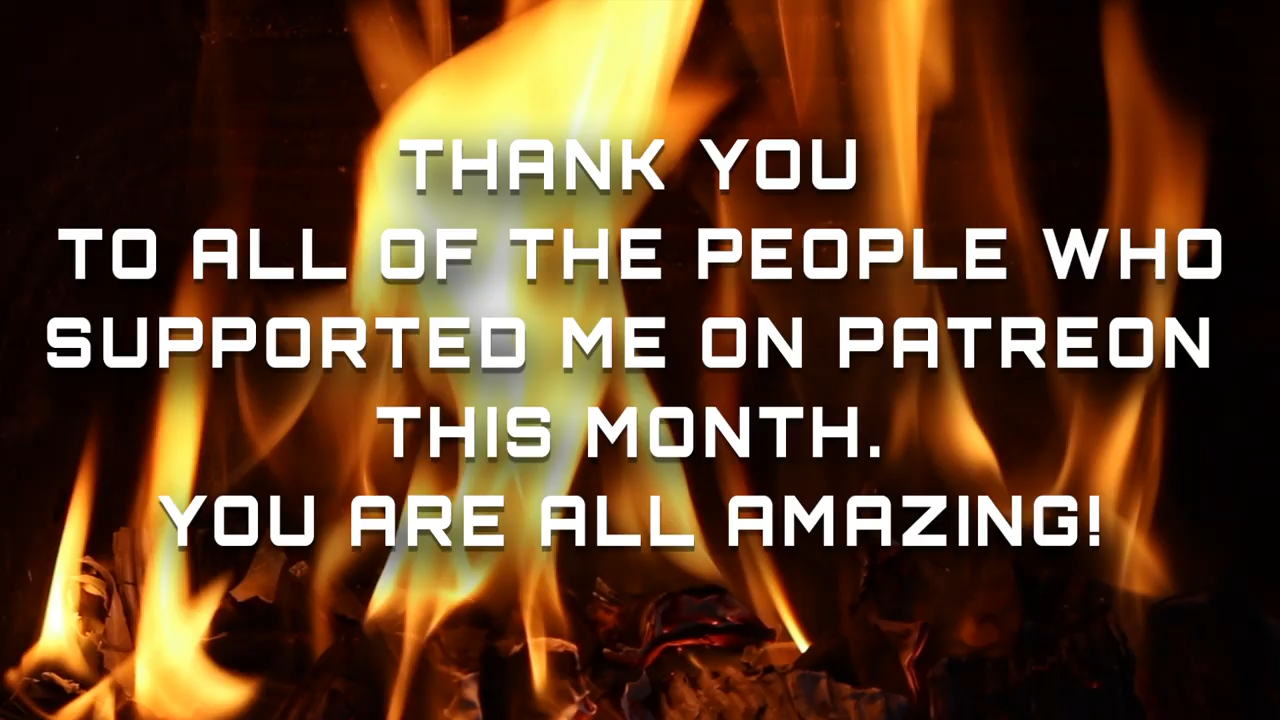 THANK YOU
TO ALL OF THE PEOPLE WHO
SUPPORTED ME ON PATREON
THIS MONTH.
YOU ARE ALL AMAZING!